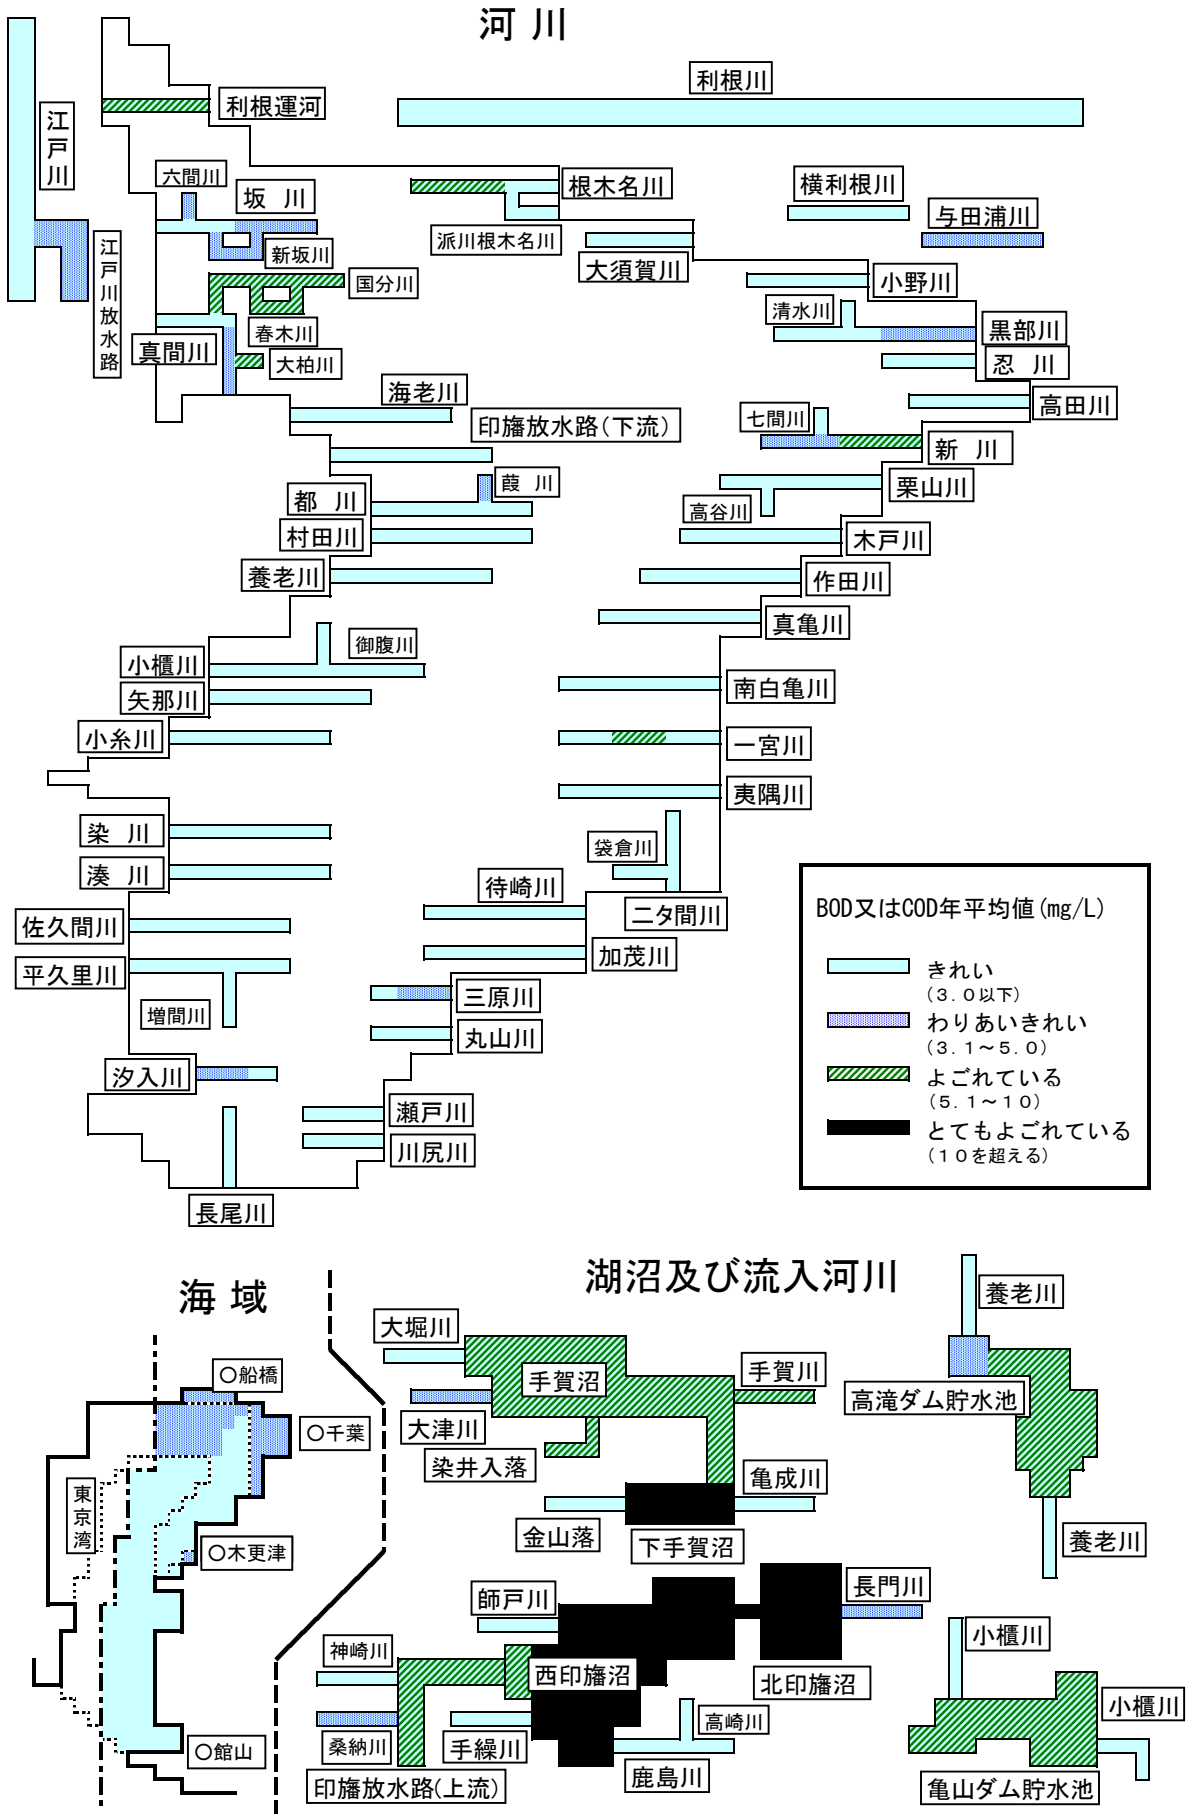 河 川
利根川
江戸川
利根運河
六間川
坂 川
根木名川
横利根川
与田浦川
派川根木名川
江戸川放水路
新坂川
大須賀川
国分川
小野川
清水川
春木川
真間川
黒部川
大柏川
忍 川
海老川
高田川
印旛放水路(下流)
七間川
新 川
葭 川
都 川
栗山川
高谷川
村田川
木戸川
養老川
作田川
真亀川
御腹川
小櫃川
矢那川
南白亀川
小糸川
一宮川
夷隅川
染 川
袋倉川
湊 川
待崎川
二タ間川
佐久間川
加茂川
平久里川
三原川
増間川
丸山川
汐入川
瀬戸川
川尻川
長尾川
BOD又はCOD年平均値(mg/L)
きれい
(3.0以下)
わりあいきれい
(3.1~5.0)
よごれている
(5.1~10)
とてもよごれている
(10を超える)
海 域
○船橋
○千葉
東京湾
○木更津
○館山
湖沼及び流入河川
大堀川
手賀沼
手賀川
大津川
染井入落
亀成川
金山落
下手賀沼
師戸川
長門川
神崎川
西印旛沼
北印旛沼
桑納川
手繰川
高崎川
印旛放水路(上流)
鹿島川
養老川
高滝ダム貯水池
養老川
小櫃川
小櫃川
亀山ダム貯水池